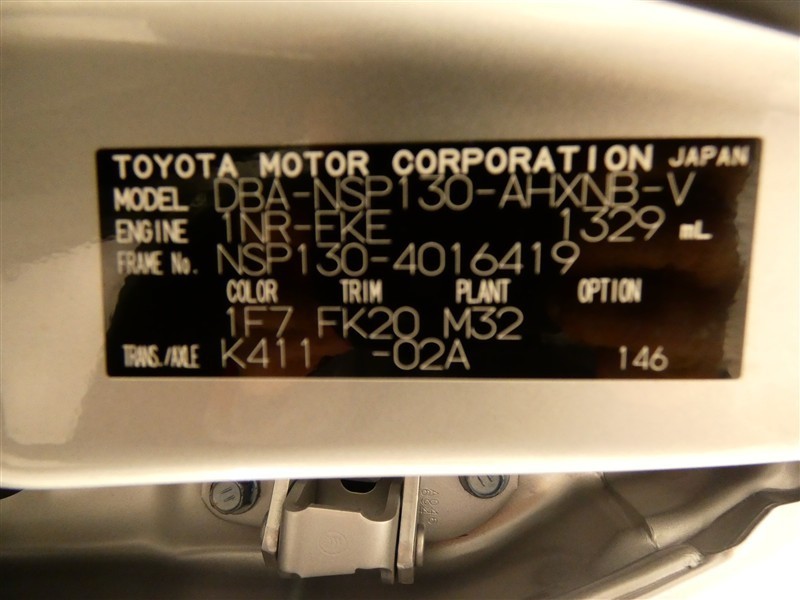 TOYOTA MOTOR CORPORATION JAPAN
MODEL DBA-NSP130-AHXNB-V
ENGINE 1NR-FKE 1329 mL
FRAME No. NSP130-4016419
COLOR TRIM PLANT OPTION
1F7 FK20 M32
TRANS./AXLE K411 -02A 146